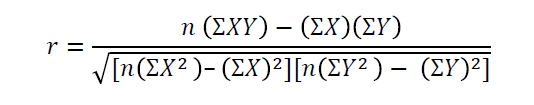 r = n (ΣXY) − (ΣX)(ΣY) / √[n(ΣX²)−(ΣX)²][n(ΣY²) − (ΣY)²]